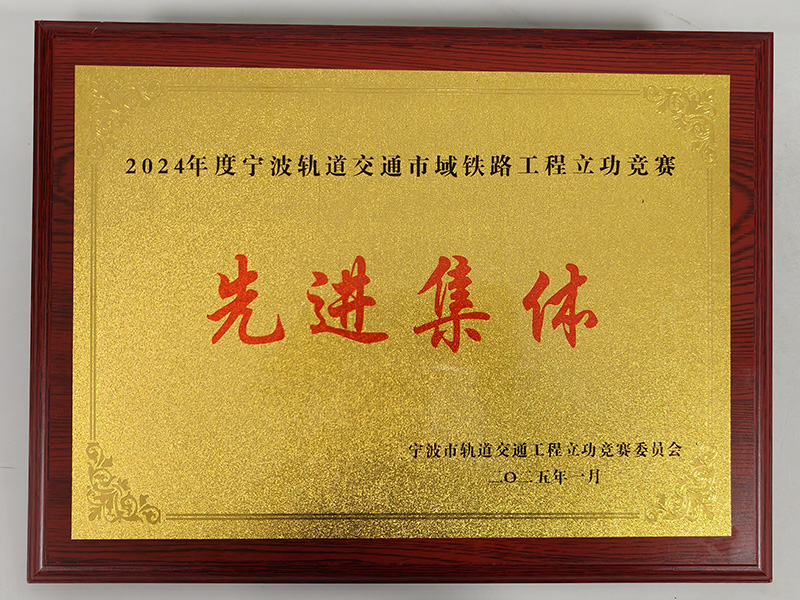 2024年度宁波轨道交通市域铁路工程立功竞赛
先进集体
宁波市轨道交通工程立功竞赛委员会
二〇二五年一月